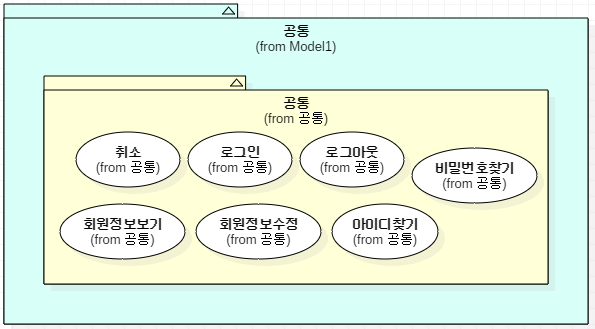 공통
(from Model1)
공통
(from 공통)
취소
(from 공통)
로그인
(from 공통)
로그아웃
(from 공통)
비밀번호찾기
(from 공통)
회원정보보기
(from 공통)
회원정보수정
(from 공통)
아이디찾기
(from 공통)